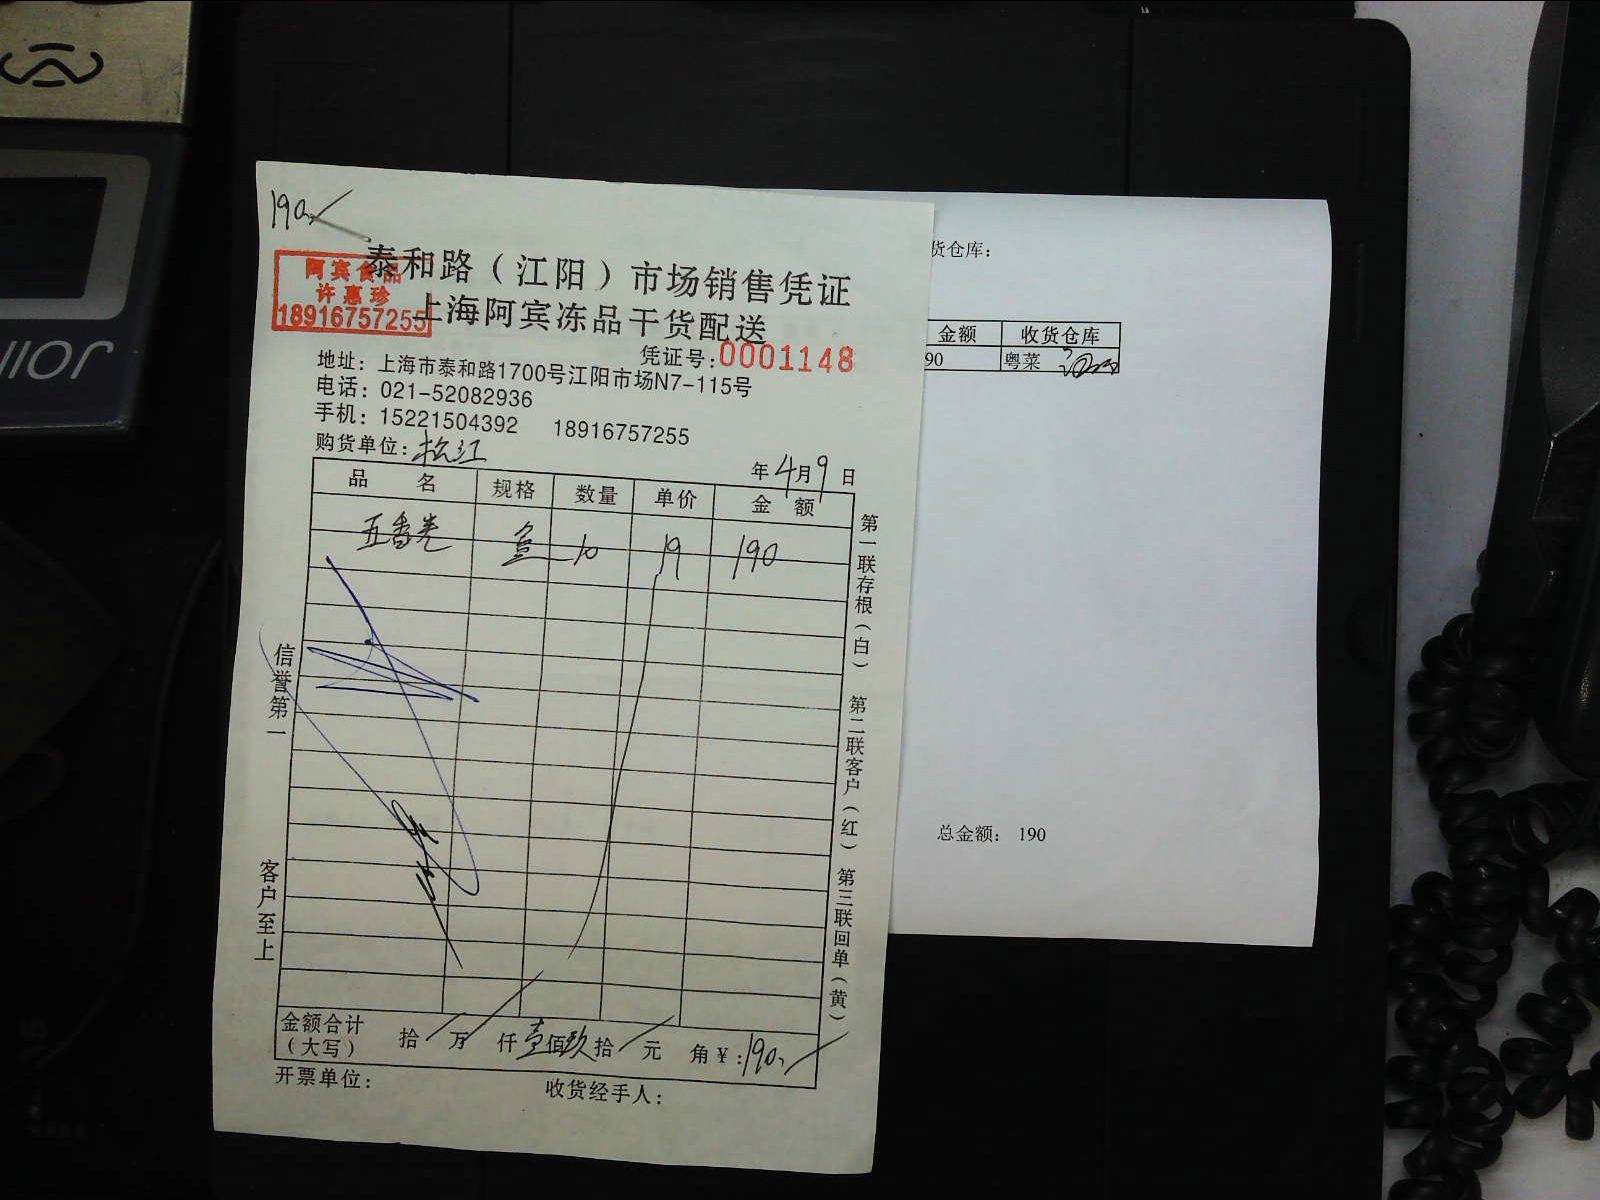 190
泰和路（江阳）市场销售凭证
阿宾食品
许惠珍
18916757255
上海阿宾冻品干货配送
凭证号:0001148
地址：上海市泰和路1700号江阳市场N7-115号
电话：021-52082936
手机：15221504392 18916757255
购货单位:松江
年4月9日
品名 规格 数量 单价 金额
五香 10 19 190
第一联存根（白） 第二联客户（红） 第三联回单（黄）
信誉第一
客户至上
金额合计（大写） 拾 万 仟壹佰玖拾 元 角¥:190
开票单位: 收货经手人:
货仓库:
金额 收货仓库
90 粤菜
总金额: 190